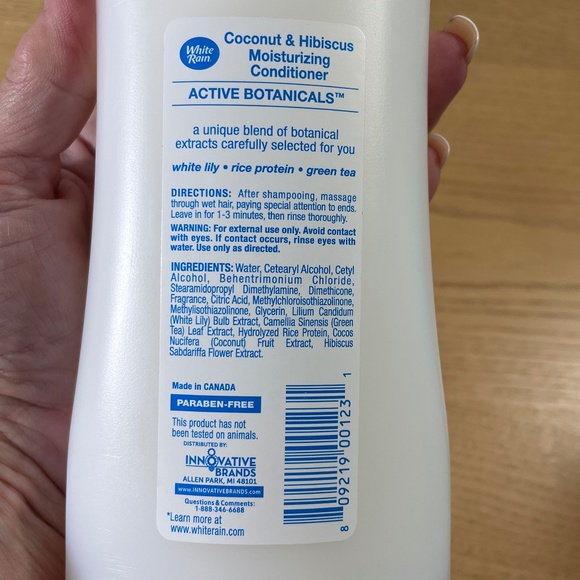 White
Rain®
Coconut & Hibiscus
Moisturizing
Conditioner
ACTIVE BOTANICALS™
a unique blend of botanical
extracts carefully selected for you
white lily • rice protein • green tea
DIRECTIONS: After shampooing, massage
through wet hair, paying special attention to ends.
Leave in for 1-3 minutes, then rinse thoroughly.
WARNING: For external use only. Avoid contact
with eyes. If contact occurs, rinse eyes with
water. Use only as directed.
INGREDIENTS: Water, Cetearyl Alcohol, Cetyl
Alcohol, Behentrimonium Chloride,
Stearamidopropyl Dimethylamine, Dimethicone,
Fragrance, Citric Acid, Methylchloroisothiazolinone,
Methylisothiazolinone, Glycerin, Lilium Candidum
(White Lily) Bulb Extract, Camellia Sinensis (Green
Tea) Leaf Extract, Hydrolyzed Rice Protein, Cocos
Nucifera (Coconut) Fruit Extract, Hibiscus
Sabdariffa Flower Extract.
Made in CANADA
PARABEN-FREE
This product has not
been tested on animals.
DISTRIBUTED BY:
INNOVATIVE
BRANDS
ALLEN PARK, MI 48101
www.INNOVATIVEBRANDS.com
Questions & Comments:
1-888-346-6688
*Learn more at
www.whiterain.com
8 09219 00123 1